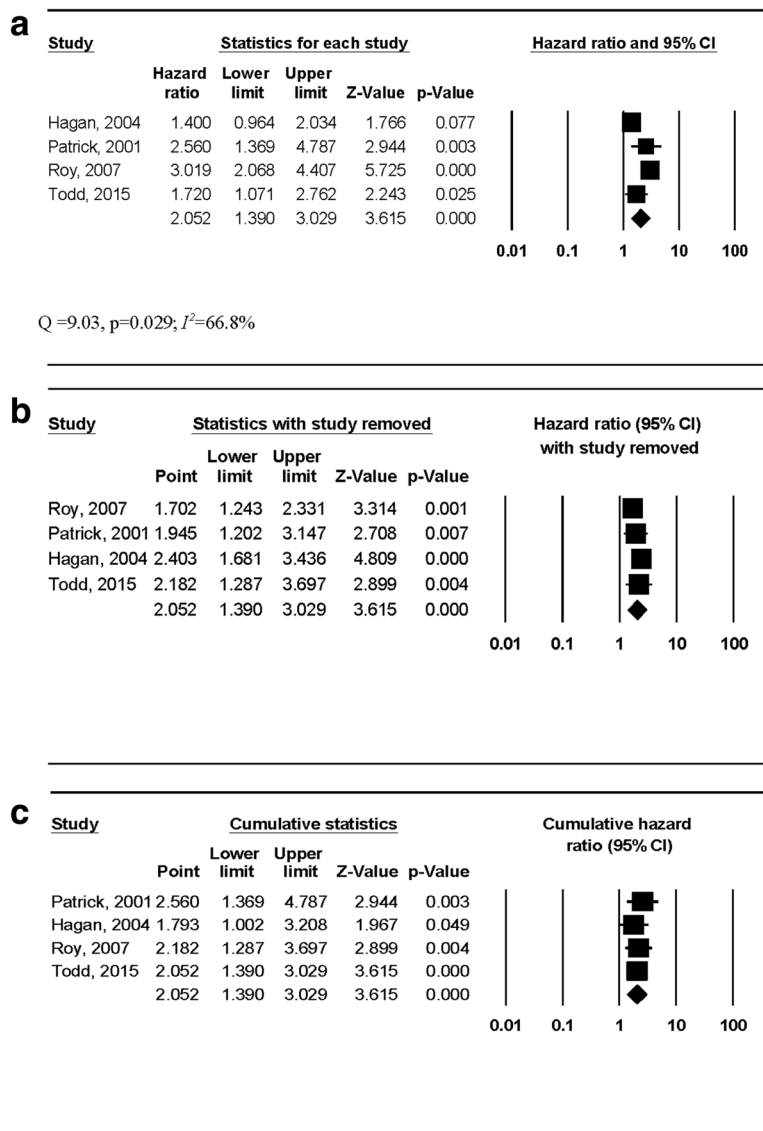 a
Study Statistics for each study Hazard ratio and 95% CI
Hazard Lower Upper
ratio limit limit Z-Value p-Value
Hagan, 2004 1.400 0.964 2.034 1.766 0.077
Patrick, 2001 2.560 1.369 4.787 2.944 0.003
Roy, 2007 3.019 2.068 4.407 5.725 0.000
Todd, 2015 1.720 1.071 2.762 2.243 0.025
2.052 1.390 3.029 3.615 0.000
0.01 0.1 1 10 100
Q =9.03, p=0.029; I²=66.8%
b
Study Statistics with study removed Hazard ratio (95% CI)
with study removed
Lower Upper
Point limit limit Z-Value p-Value
Roy, 2007 1.702 1.243 2.331 3.314 0.001
Patrick, 2001 1.945 1.202 3.147 2.708 0.007
Hagan, 2004 2.403 1.681 3.436 4.809 0.000
Todd, 2015 2.182 1.287 3.697 2.899 0.004
2.052 1.390 3.029 3.615 0.000
0.01 0.1 1 10 100
c
Study Cumulative statistics Cumulative hazard
ratio (95% CI)
Lower Upper
Point limit limit Z-Value p-Value
Patrick, 2001 2.560 1.369 4.787 2.944 0.003
Hagan, 2004 1.793 1.002 3.208 1.967 0.049
Roy, 2007 2.182 1.287 3.697 2.899 0.004
Todd, 2015 2.052 1.390 3.029 3.615 0.000
2.052 1.390 3.029 3.615 0.000
0.01 0.1 1 10 100